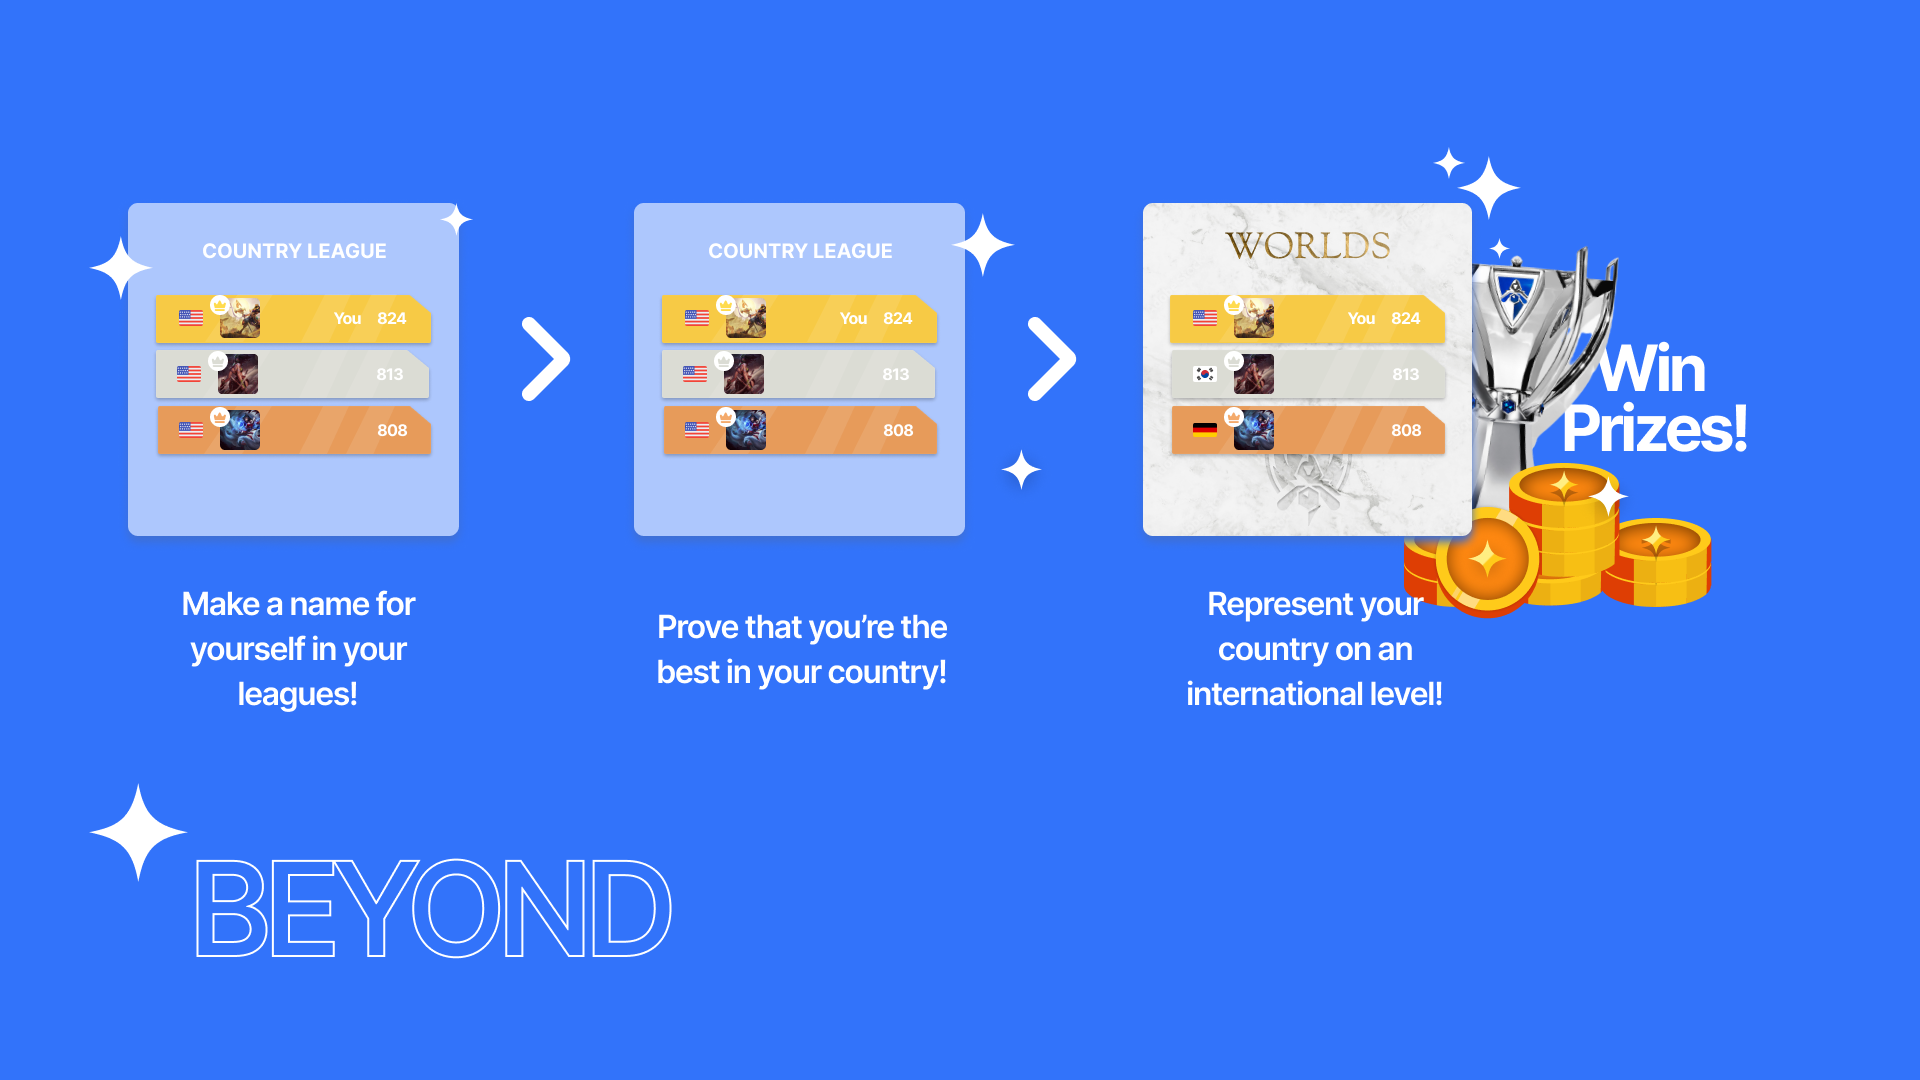 COUNTRY LEAGUE
You 824
813
808
Make a name for
yourself in your
leagues!
COUNTRY LEAGUE
You 824
813
808
Prove that you’re the
best in your country!
WORLDS
You 824
813
808
Represent your
country on an
international level!
Win
Prizes!
BEYOND